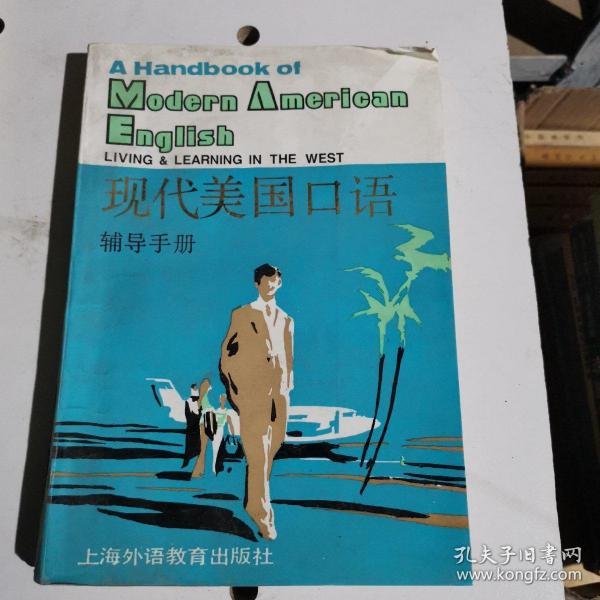 A Handbook of
Modern American
English
LIVING & LEARNING IN THE WEST
现代美国口语
辅导手册
上海外语教育出版社
孔夫子旧书网
www.kongfz.com